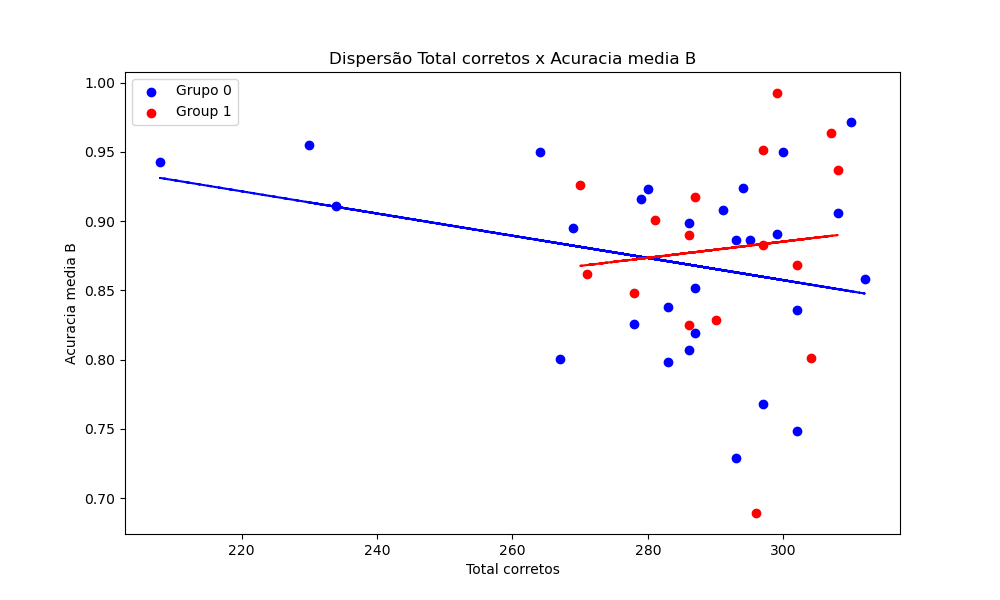 Dispersão Total corretos x Acuracia media B
Grupo 0
Group 1
Acuracia media B
1.00
0.95
0.90
0.85
0.80
0.75
0.70
220
240
260
280
300
Total corretos